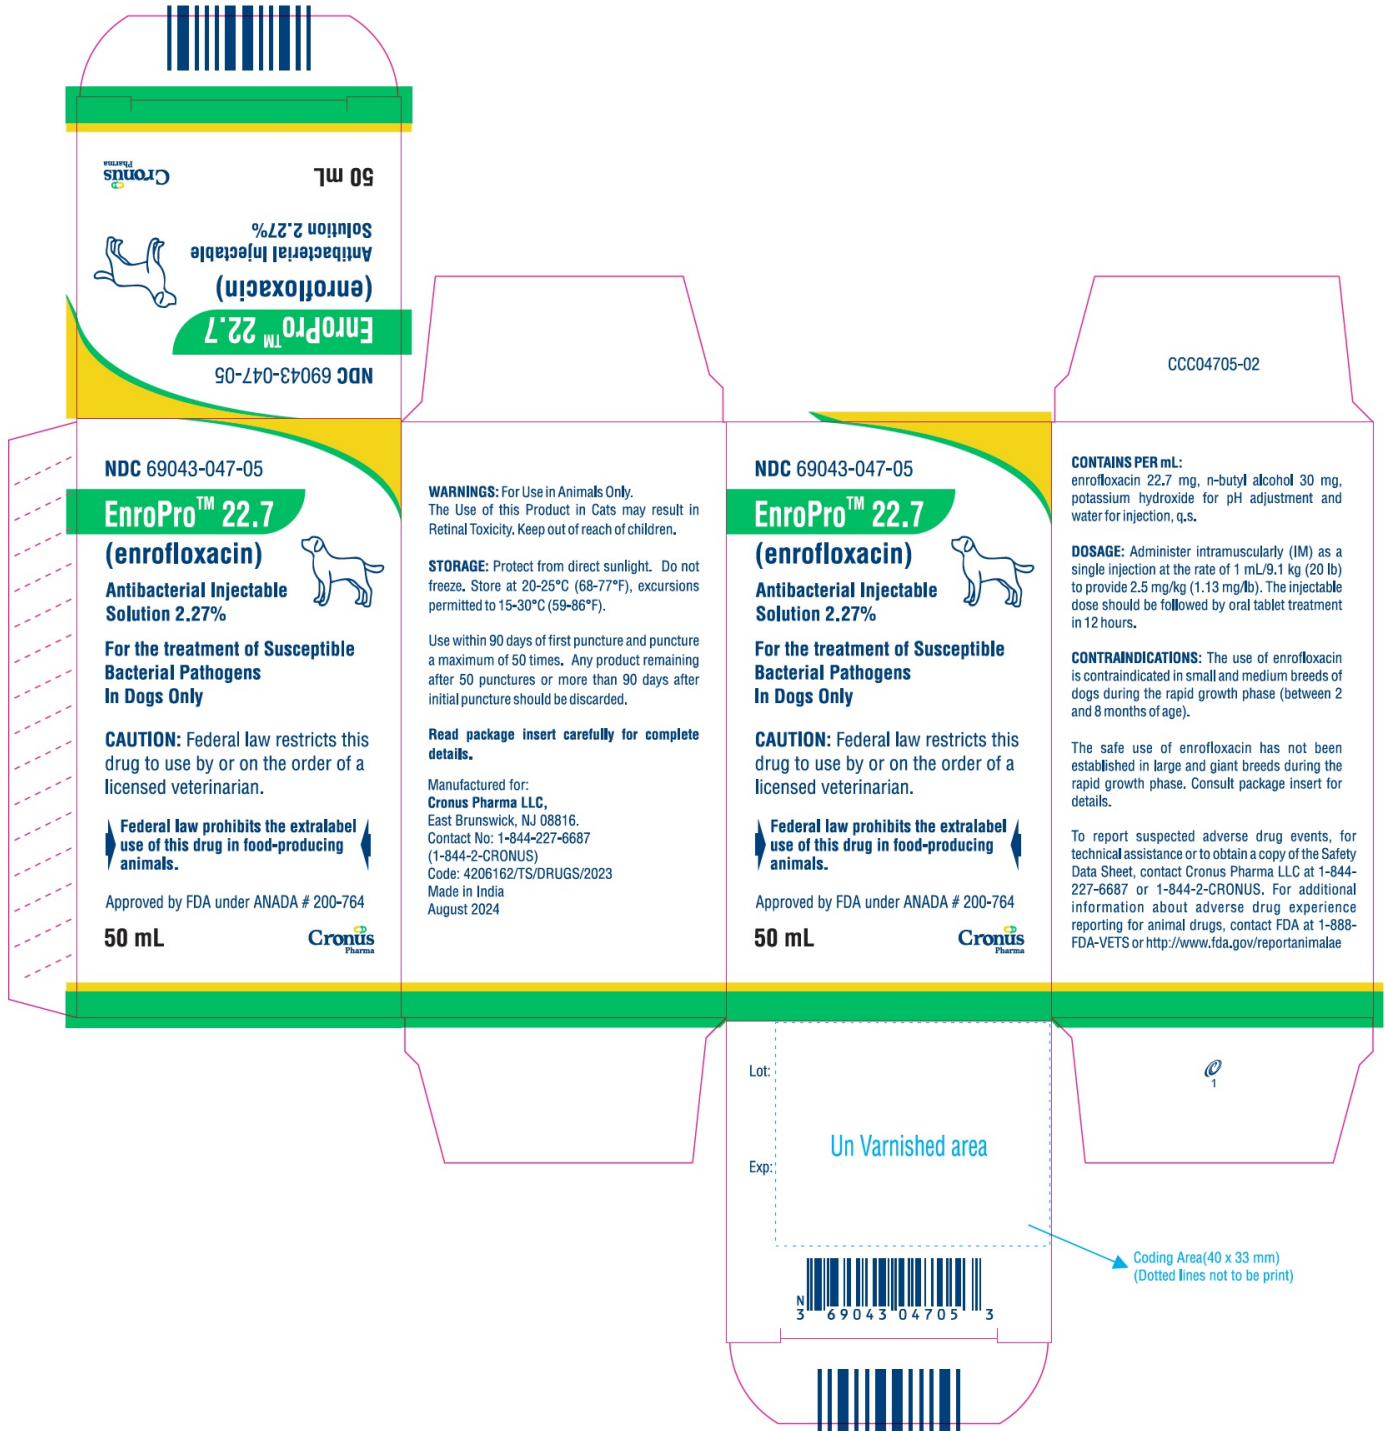 Cronus
Pharma
50 mL
Antibacterial Injectable
Solution 2.27%
(enrofloxacin)
EnroPro™ 22.7
NDC 69043-047-05
NDC 69043-047-05
EnroPro™ 22.7
(enrofloxacin)
Antibacterial Injectable
Solution 2.27%
For the treatment of Susceptible
Bacterial Pathogens
In Dogs Only
CAUTION: Federal law restricts this
drug to use by or on the order of a
licensed veterinarian.
Federal law prohibits the extralabel
use of this drug in food-producing
animals.
Approved by FDA under ANADA # 200-764
50 mL
Cronus
Pharma
WARNINGS: For Use in Animals Only.
The Use of this Product in Cats may result in
Retinal Toxicity. Keep out of reach of children.
STORAGE: Protect from direct sunlight. Do not
freeze. Store at 20-25°C (68-77°F), excursions
permitted to 15-30°C (59-86°F).
Use within 90 days of first puncture and puncture
a maximum of 50 times. Any product remaining
after 50 punctures or more than 90 days after
initial puncture should be discarded.
Read package insert carefully for complete
details.
Manufactured for:
Cronus Pharma LLC,
East Brunswick, NJ 08816.
Contact No: 1-844-227-6687
(1-844-2-CRONUS)
Code: 4206162/TS/DRUGS/2023
Made in India
August 2024
NDC 69043-047-05
EnroPro™ 22.7
(enrofloxacin)
Antibacterial Injectable
Solution 2.27%
For the treatment of Susceptible
Bacterial Pathogens
In Dogs Only
CAUTION: Federal law restricts this
drug to use by or on the order of a
licensed veterinarian.
Federal law prohibits the extralabel
use of this drug in food-producing
animals.
Approved by FDA under ANADA # 200-764
50 mL
Cronus
Pharma
CCC04705-02
CONTAINS PER mL:
enrofloxacin 22.7 mg, n-butyl alcohol 30 mg,
potassium hydroxide for pH adjustment and
water for injection, q.s.
DOSAGE: Administer intramuscularly (IM) as a
single injection at the rate of 1 mL/9.1 kg (20 lb)
to provide 2.5 mg/kg (1.13 mg/lb). The injectable
dose should be followed by oral tablet treatment
in 12 hours.
CONTRAINDICATIONS: The use of enrofloxacin
is contraindicated in small and medium breeds of
dogs during the rapid growth phase (between 2
and 8 months of age).
The safe use of enrofloxacin has not been
established in large and giant breeds during the
rapid growth phase. Consult package insert for
details.
To report suspected adverse drug events, for
technical assistance or to obtain a copy of the Safety
Data Sheet, contact Cronus Pharma LLC at 1-844-
227-6687 or 1-844-2-CRONUS. For additional
information about adverse drug experience
reporting for animal drugs, contact FDA at 1-888-
FDA-VETS or http://www.fda.gov/reportanimalae
1
Lot:
Un Varnished area
Exp:
Coding Area(40 x 33 mm)
(Dotted lines not to be print)
N
3 69043 04705 3